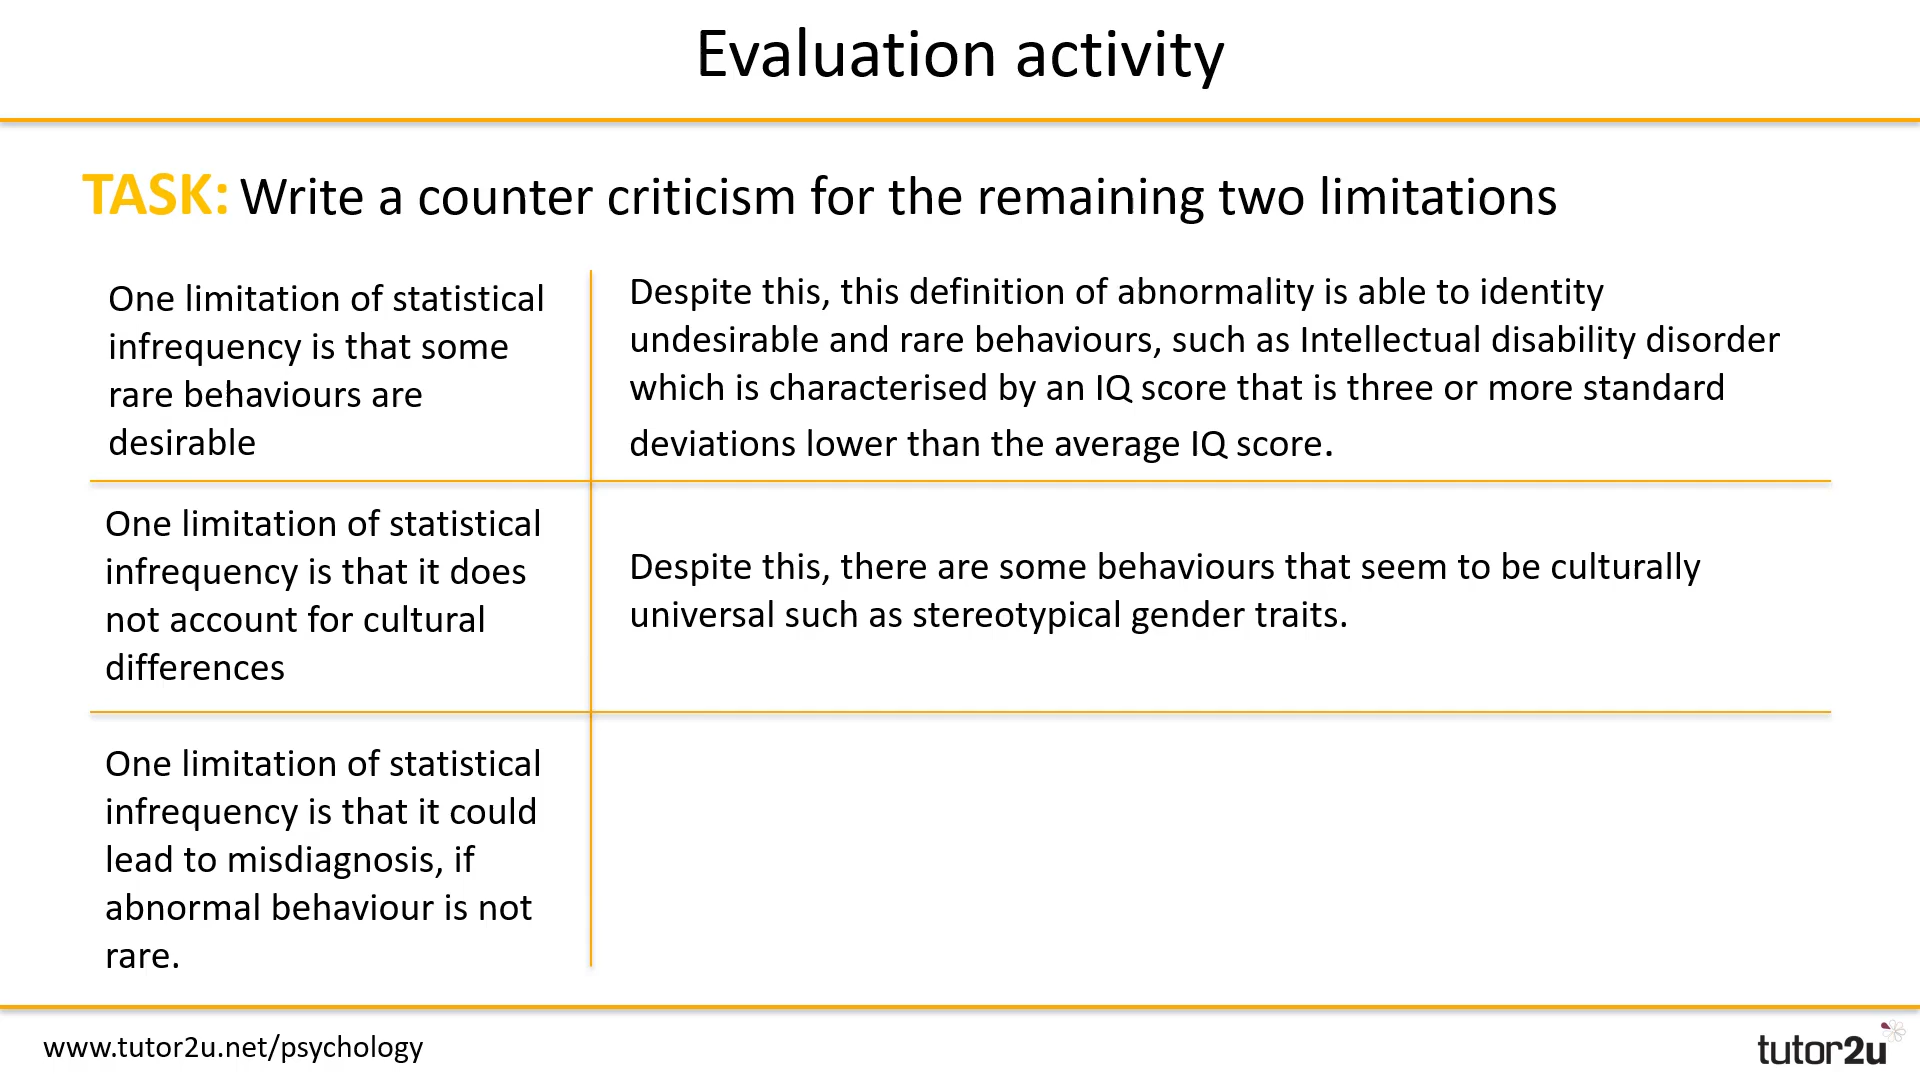 Evaluation activity
TASK: Write a counter criticism for the remaining two limitations
One limitation of statistical
infrequency is that some
rare behaviours are
desirable
Despite this, this definition of abnormality is able to identity
undesirable and rare behaviours, such as Intellectual disability disorder
which is characterised by an IQ score that is three or more standard
deviations lower than the average IQ score.
One limitation of statistical
infrequency is that it does
not account for cultural
differences
Despite this, there are some behaviours that seem to be culturally
universal such as stereotypical gender traits.
One limitation of statistical
infrequency is that it could
lead to misdiagnosis, if
abnormal behaviour is not
rare.
www.tutor2u.net/psychology
tutor2u